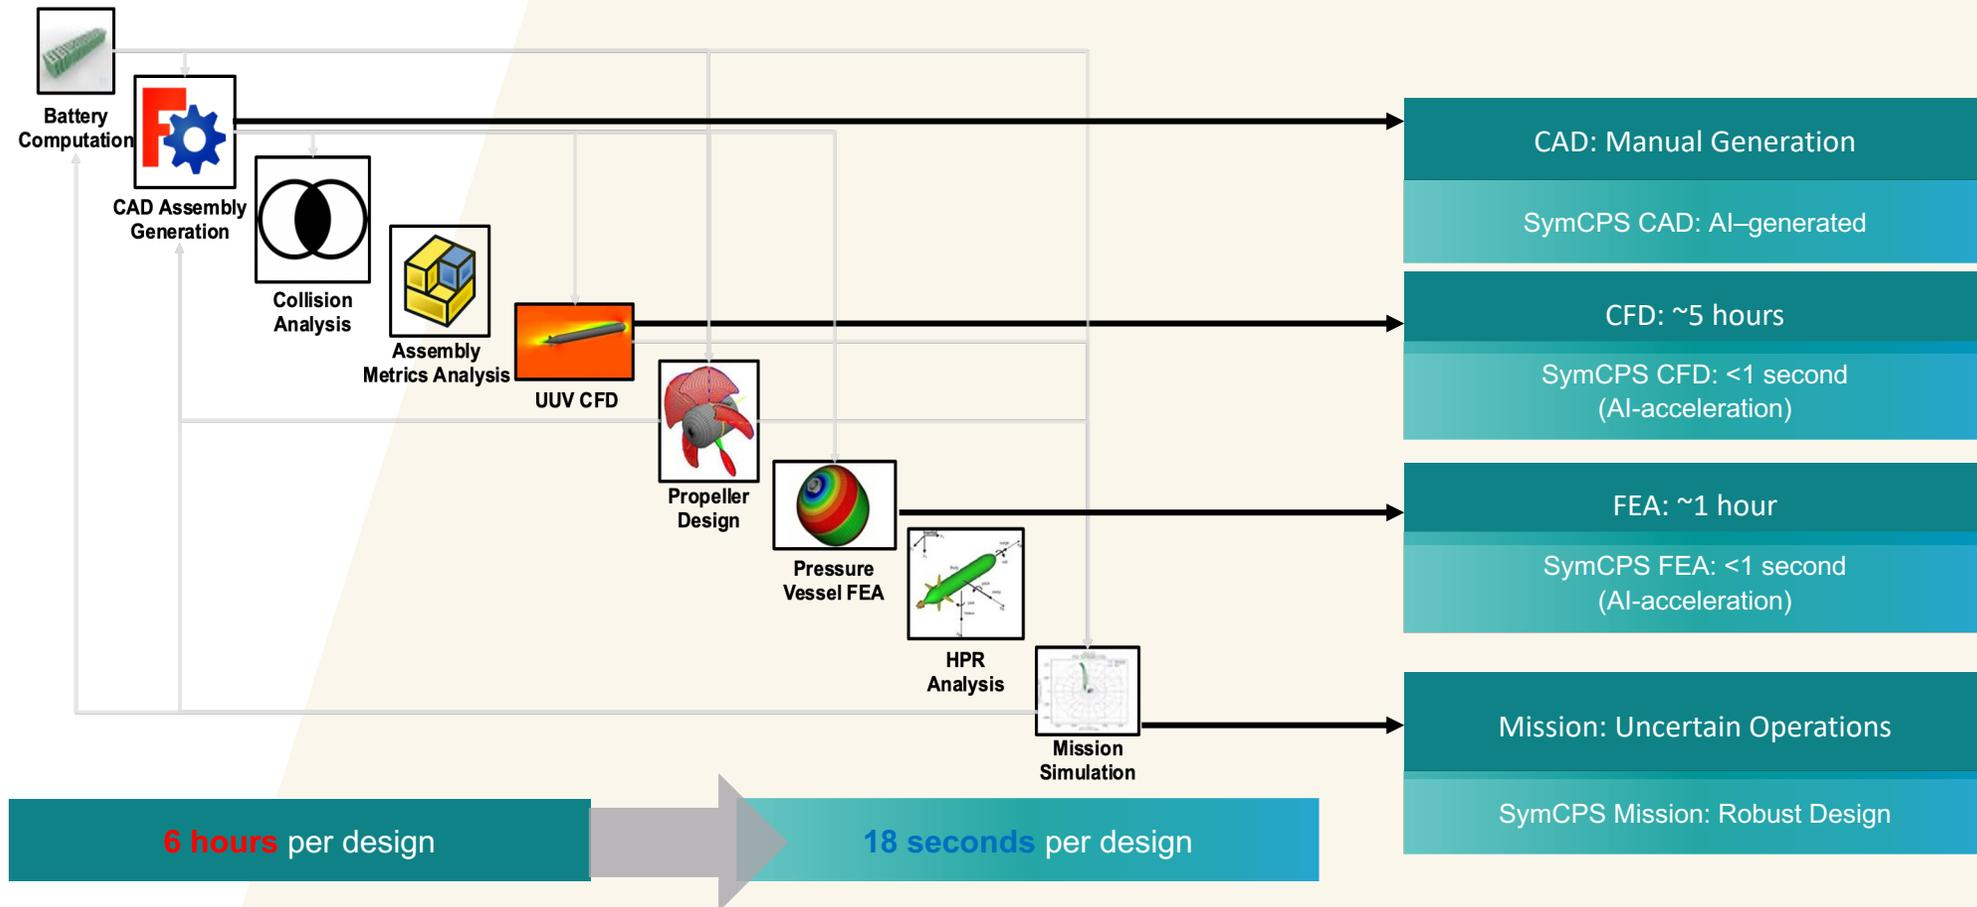 Battery
Computation
CAD Assembly
Generation
Collision
Analysis
Assembly
Metrics Analysis
UUV CFD
Propeller
Design
Pressure
Vessel FEA
HPR
Analysis
Mission
Simulation
CAD: Manual Generation
SymCPS CAD: AI–generated
CFD: ~5 hours
SymCPS CFD: <1 second
(AI-acceleration)
FEA: ~1 hour
SymCPS FEA: <1 second
(AI-acceleration)
Mission: Uncertain Operations
SymCPS Mission: Robust Design
6 hours per design
18 seconds per design